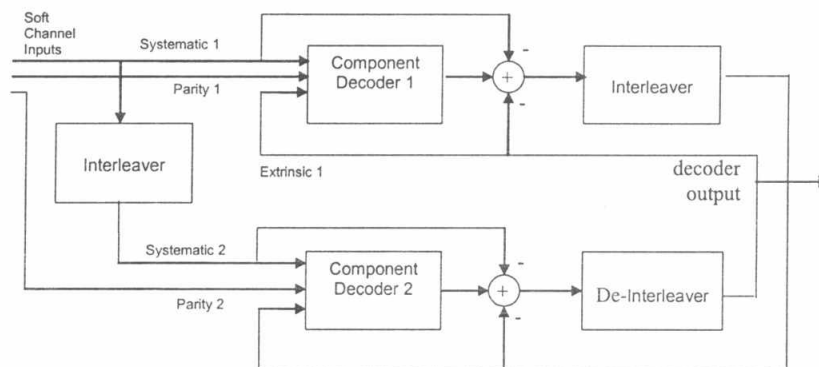 Soft
Channel
Inputs
Systematic 1
Parity 1
Component
Decoder 1
+
-
-
Interleaver
Interleaver
Extrinsic 1
decoder
output
Systematic 2
Parity 2
Component
Decoder 2
+
-
-
De-Interleaver